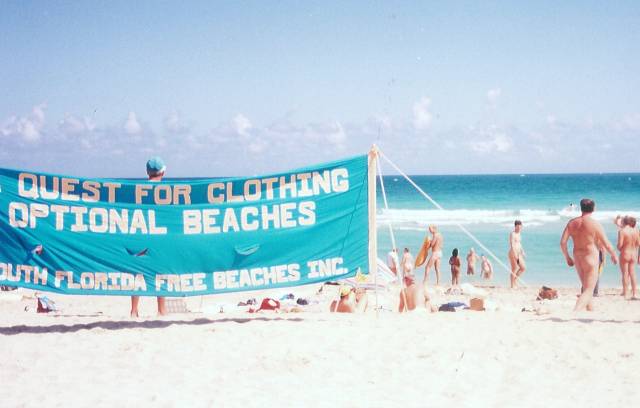 QUEST FOR CLOTHING
OPTIONAL BEACHES
OUTH FLORIDA FREE BEACHES INC.